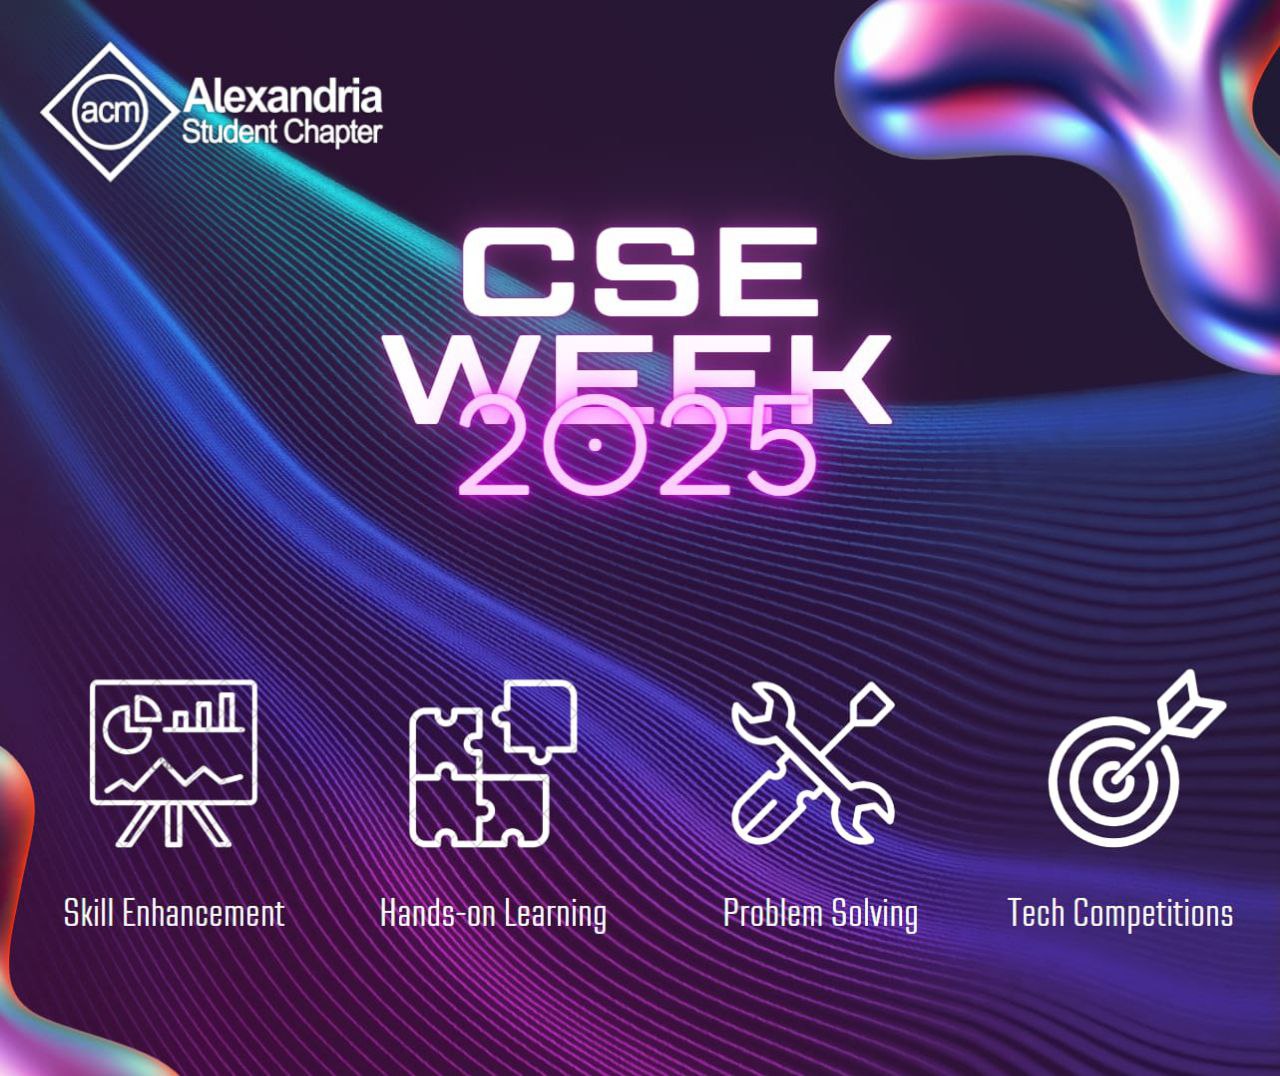 acm
Alexandria
Student Chapter
CSE
WEEK
2025
Skill Enhancement
Hands-on Learning
Problem Solving
Tech Competitions